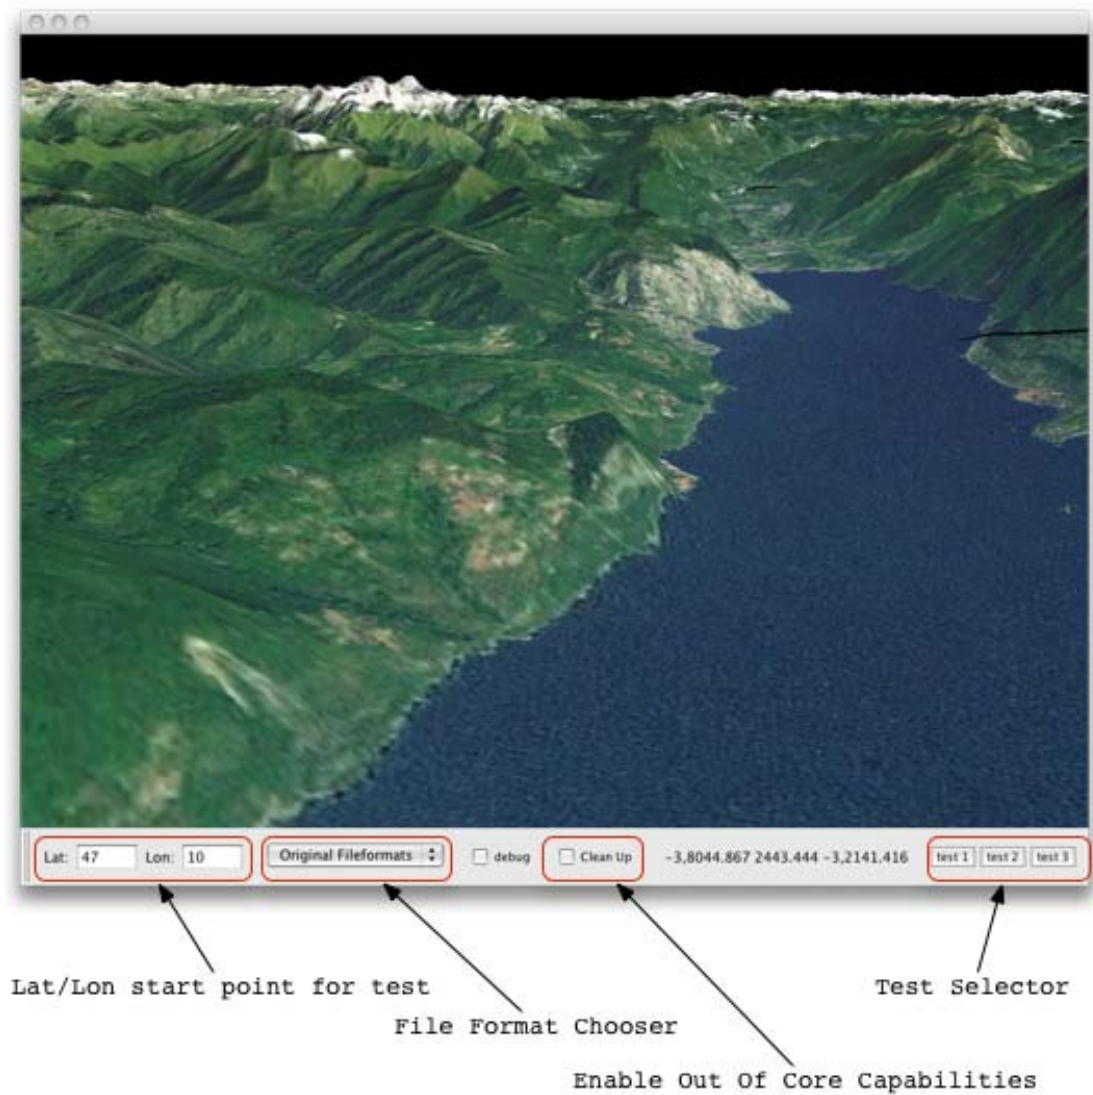 Lat: 47 Lon: 10 Original Fileformats debug Clean Up -3,8044.867 2443.444 -3,2141.416 test 1 test 2 test 3
Lat/Lon start point for test
Test Selector
File Format Chooser
Enable Out Of Core Capabilities